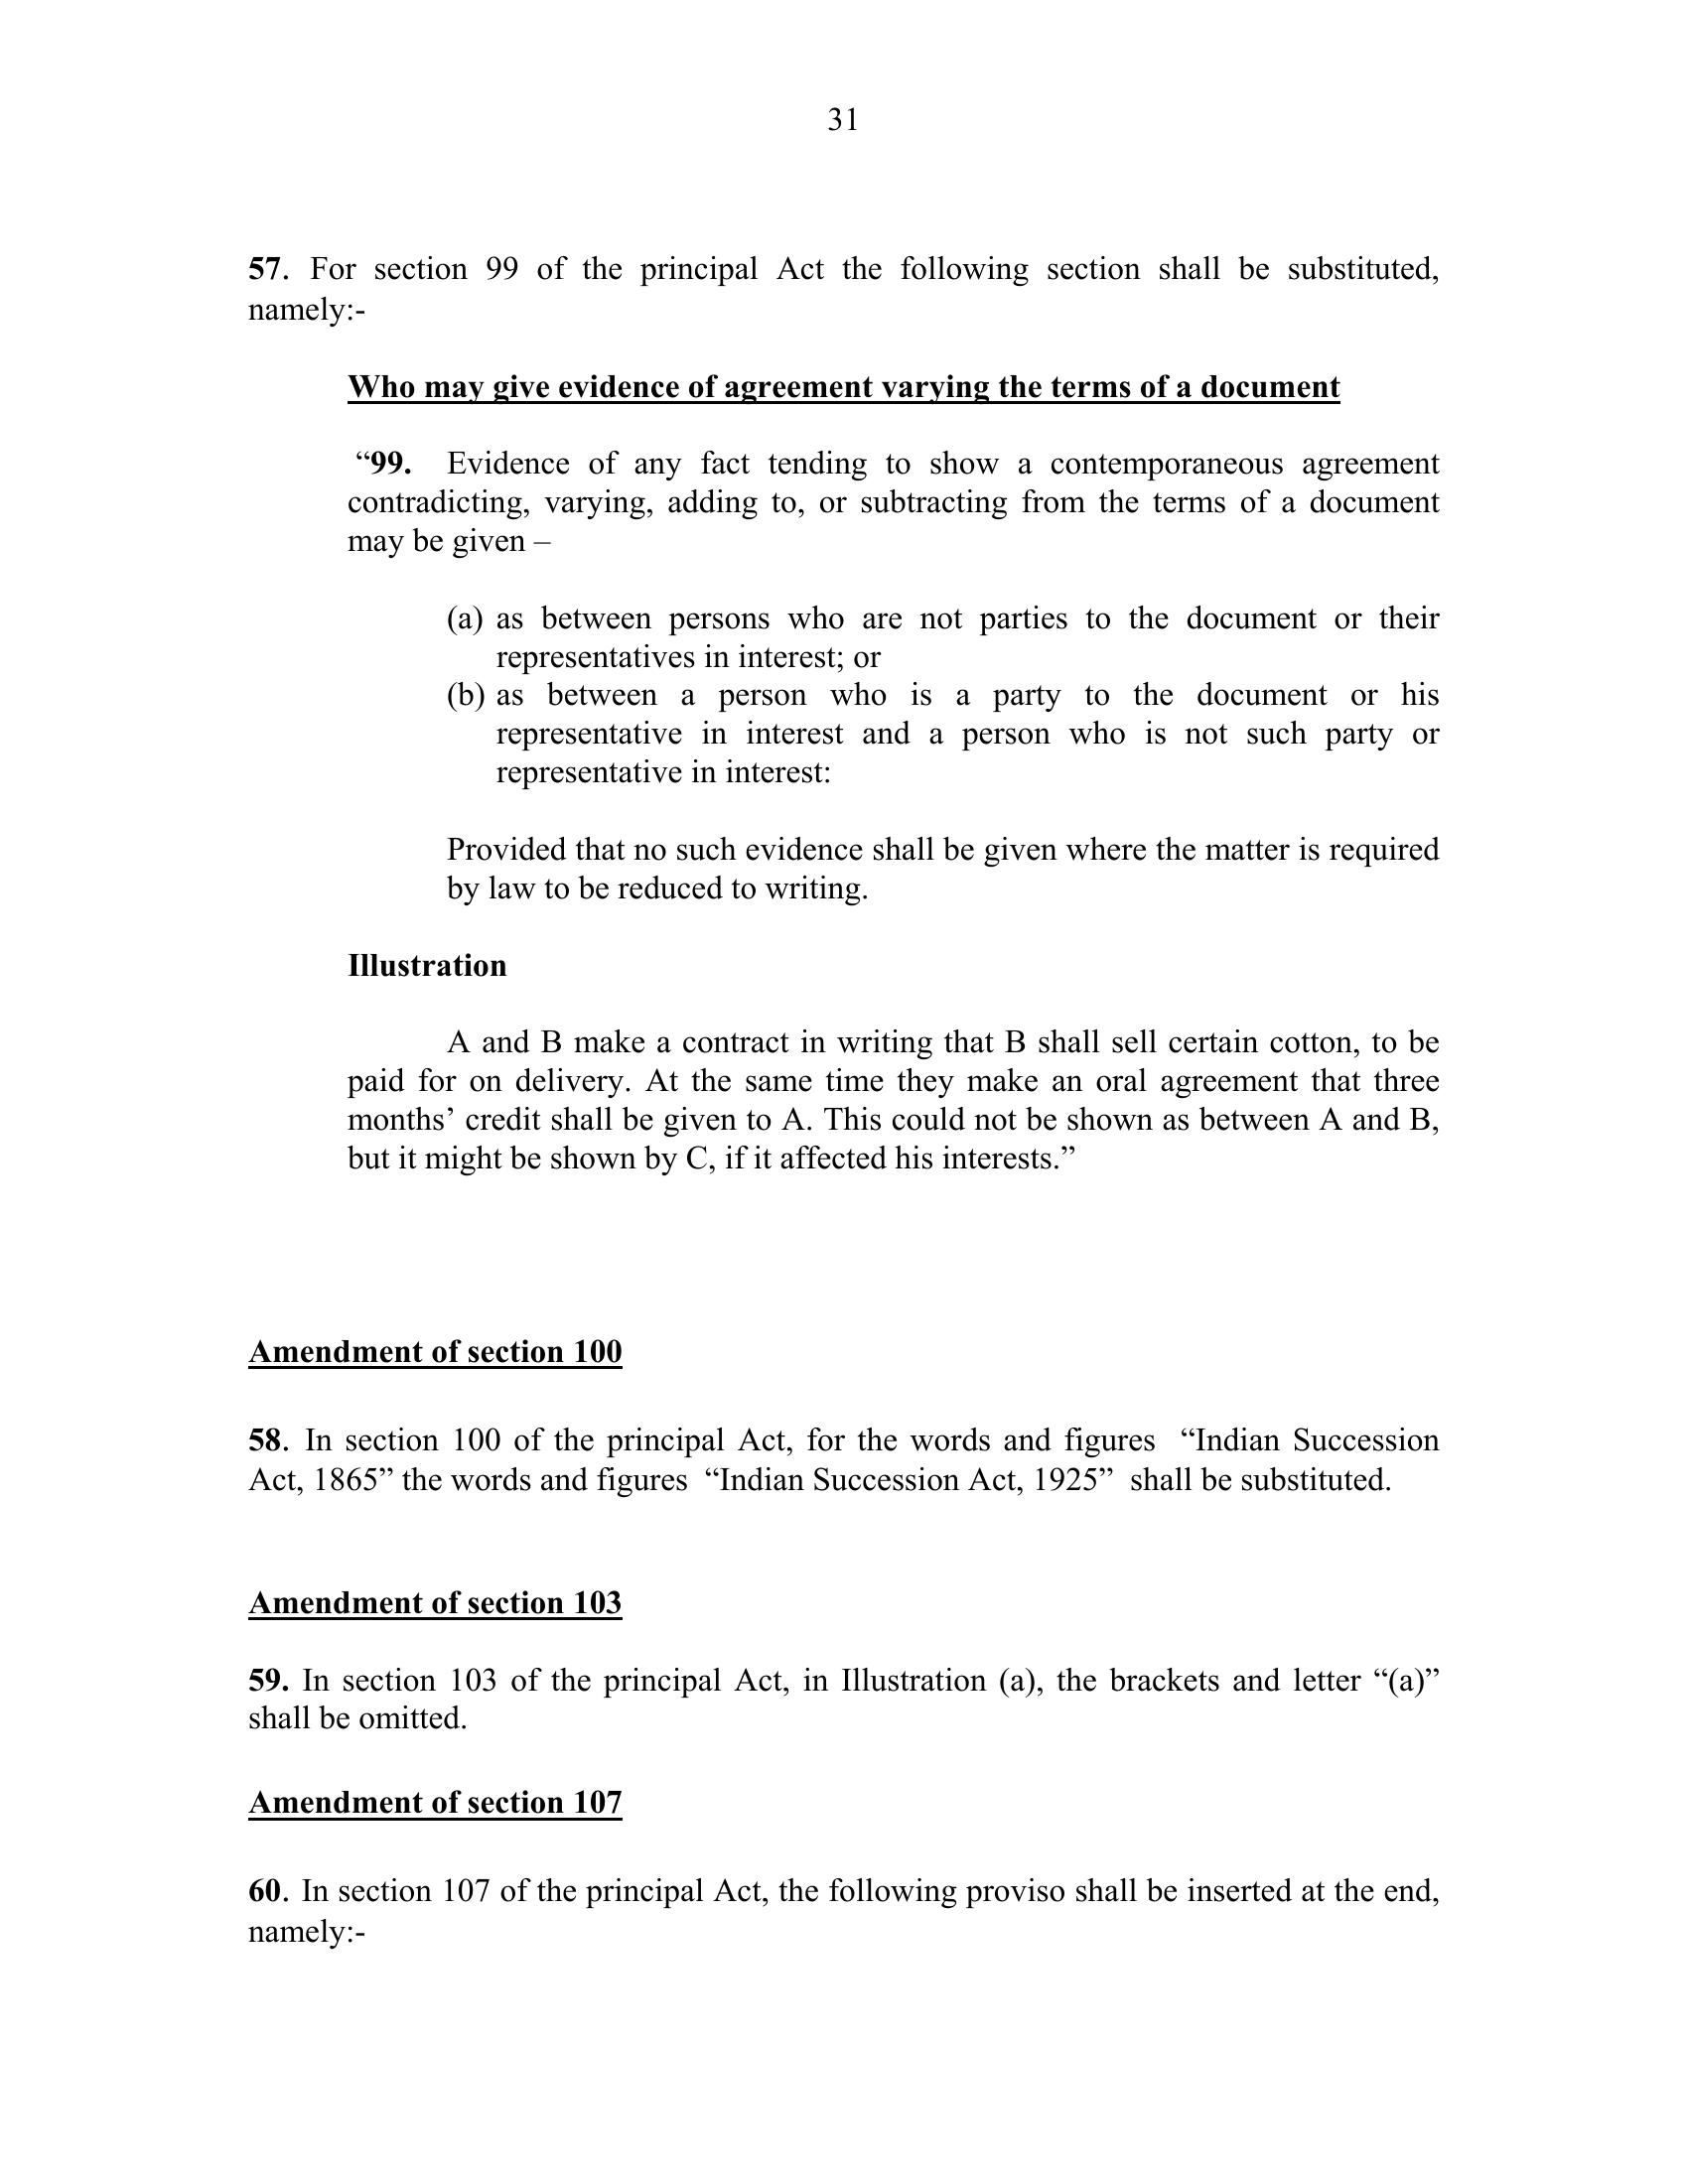 31
57. For section 99 of the principal Act the following section shall be substituted,
namely:-
Who may give evidence of agreement varying the terms of a document
“99. Evidence of any fact tending to show a contemporaneous agreement
contradicting, varying, adding to, or subtracting from the terms of a document
may be given –
(a) as between persons who are not parties to the document or their
representatives in interest; or
(b) as between a person who is a party to the document or his
representative in interest and a person who is not such party or
representative in interest:
Provided that no such evidence shall be given where the matter is required
by law to be reduced to writing.
Illustration
A and B make a contract in writing that B shall sell certain cotton, to be
paid for on delivery. At the same time they make an oral agreement that three
months’ credit shall be given to A. This could not be shown as between A and B,
but it might be shown by C, if it affected his interests.”
Amendment of section 100
58. In section 100 of the principal Act, for the words and figures “Indian Succession
Act, 1865” the words and figures “Indian Succession Act, 1925” shall be substituted.
Amendment of section 103
59. In section 103 of the principal Act, in Illustration (a), the brackets and letter “(a)”
shall be omitted.
Amendment of section 107
60. In section 107 of the principal Act, the following proviso shall be inserted at the end,
namely:-